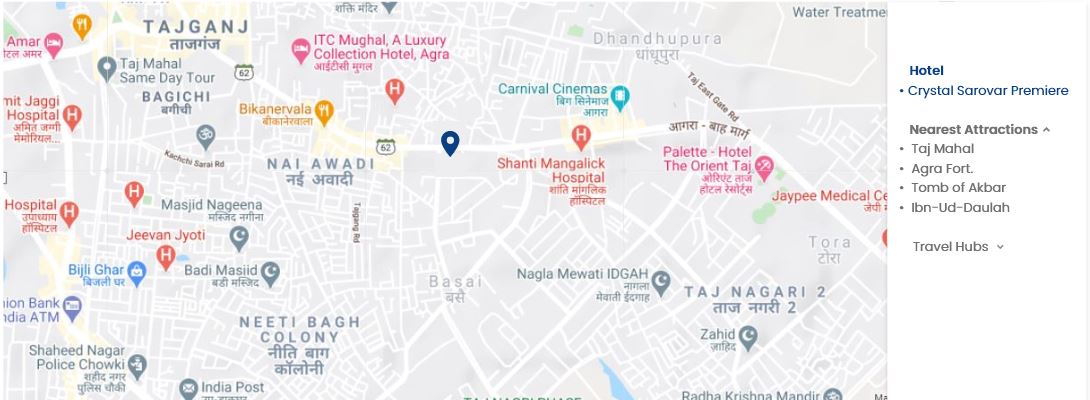 शक्ति मंदिर
Water Treatme
TAJGANJ
ताजगंज
Amar
टल अमर
ITC Mughal, A Luxury
Collection Hotel, Agra
आईटीसी मुगल
Dhandhupura
धांधूपुरा
Taj Mahal
Same Day Tour
62
BAGICHI
बगीची
Carnival Cinemas
बिग सिनेमाज
आगरा
Taj East Gate Rd
mit Jaggi
Hospital
अमित जग्गी
मेमोरियल...
Bikanervala
बीकानेरवाला
आगरा - बाह मार्ग
62
Kachchi Sarai Rd
NAI AWADI
नई अवादी
Shanti Mangalick
Hospital
शांति मांगलिक
हॉस्पिटल
Palette - Hotel
The Orient Taj
ओरिएंट ताज
होटल रेसोर्ट्स
Jaypee Medical Ce
जेपी म
Hospital
उपाध्याय
हॉस्पिटल
Masjid Nageena
मस्जिद नगीना
Tajganj Rd
Jeevan Jyoti
Tora
टोरा
Bijli Ghar
बिजली घर
Badi Masjid
बडी मस्जिद
Basai
बसै
Nagla Mewati IDGAH
नागला
मेवाती ईदगाह
TAJ NAGARI 2
ताज नगरी 2
nion Bank
ndia ATM
NEETI BAGH
COLONY
नीति बाग
कॉलोनी
Zahid
ज़ाहिद
Shaheed Nagar
Police Chowki
शहीद नगर
पुलिस चौकी
India Post
Radha Krishna Mandir
Ma
Hotel
• Crystal Sarovar Premiere
Nearest Attractions
• Taj Mahal
• Agra Fort.
• Tomb of Akbar
• Ibn-Ud-Daulah
Travel Hubs